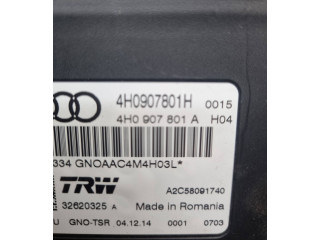 4H0907801H 0015
4H0 907 801 A H04
334 GNOAAC4M4H03L*
TRW A2C58091740
32620325 A Made in Romania
GNO-TSR 04.12.14 0001 0703